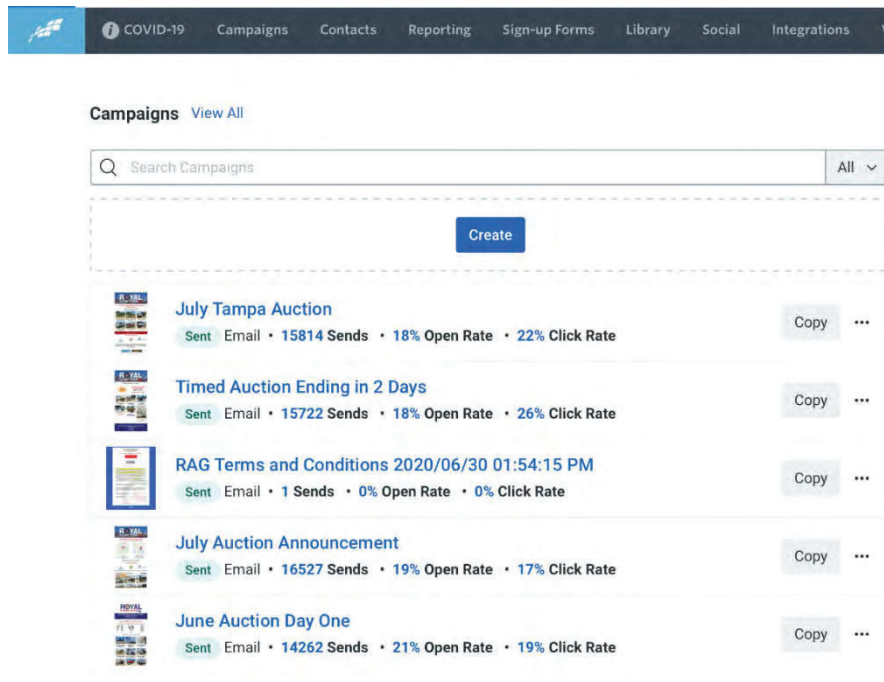 COVID-19 Campaigns Contacts Reporting Sign-up Forms Library Social Integrations
Campaigns View All
Search Campaigns All
Create
ROYAL
July Tampa Auction
Sent Email • 15814 Sends • 18% Open Rate • 22% Click Rate
Copy
ROYAL
Timed Auction Ending in 2 Days
Sent Email • 15722 Sends • 18% Open Rate • 26% Click Rate
Copy
RAG Terms and Conditions 2020/06/30 01:54:15 PM
Sent Email • 1 Sends • 0% Open Rate • 0% Click Rate
Copy
ROYAL
July Auction Announcement
Sent Email • 16527 Sends • 19% Open Rate • 17% Click Rate
Copy
ROYAL
June Auction Day One
Sent Email • 14262 Sends • 21% Open Rate • 19% Click Rate
Copy